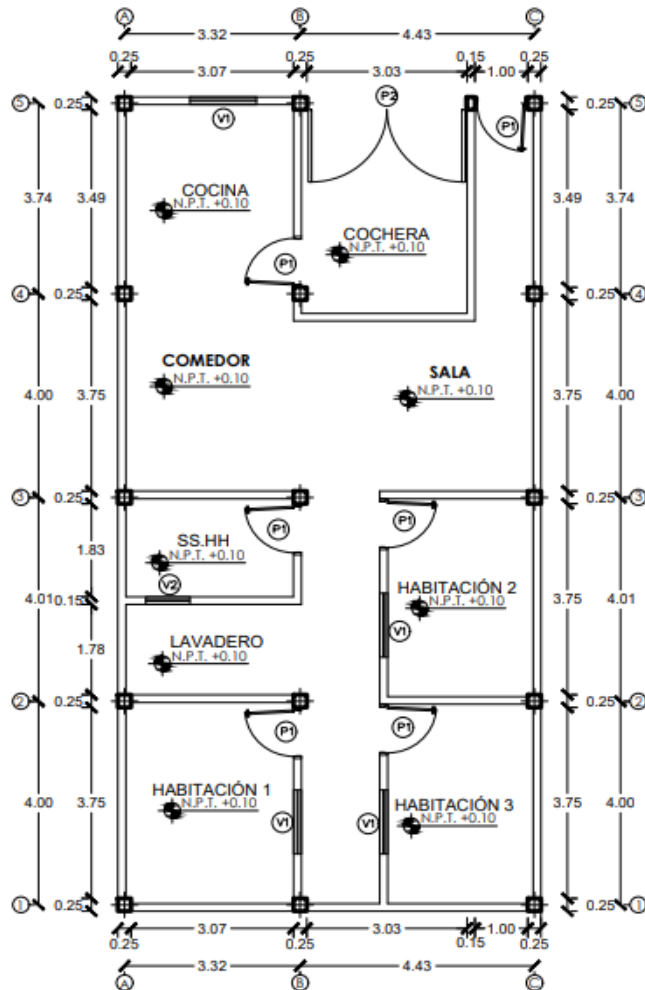 A B C
3.32 4.43
0.25 0.25 0.15 0.25
3.07 3.03 1.00
P2
5 0.25 0.25 5
V1 P1
3.74 3.49 3.49 3.74
COCINA
N.P.T. +0.10
COCHERA
N.P.T. +0.10
P1
4 0.25 0.25 4
COMEDOR
N.P.T. +0.10
SALA
N.P.T. +0.10
4.00 3.75 3.75 4.00
3 0.25 0.25 3
P1 P1
1.83
SS.HH
N.P.T. +0.10
V2
HABITACIÓN 2
N.P.T. +0.10
4.01 0.15 3.75 4.01
V1
LAVADERO
N.P.T. +0.10
1.78
2 0.25 0.25 2
P1 P1
HABITACIÓN 1
N.P.T. +0.10
HABITACIÓN 3
N.P.T. +0.10
4.00 3.75 3.75 4.00
V1 V1
1 0.25 0.25 1
3.07 3.03 1.00
0.25 0.25 0.15 0.25
3.32 4.43
A B C